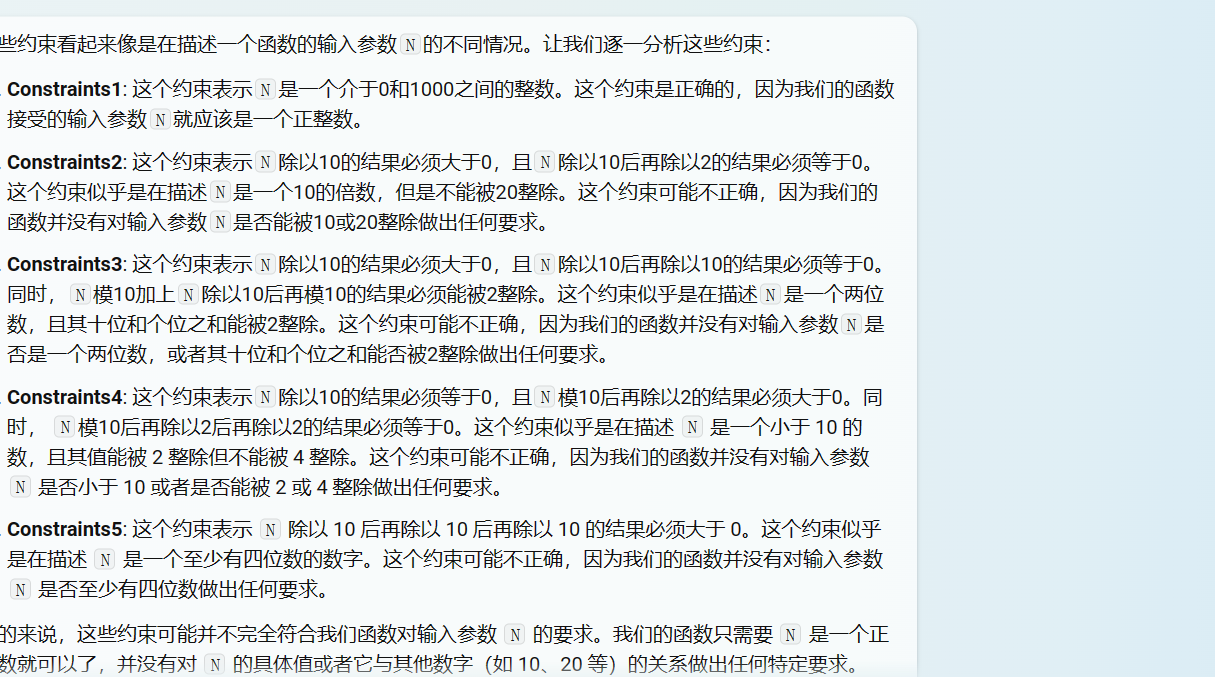 些约束看起来像是在描述一个函数的输入参数 N 的不同情况。让我们逐一分析这些约束：
Constraints1: 这个约束表示 N 是一个介于0和1000之间的整数。这个约束是正确的，因为我们的函数
接受的输入参数 N 就应该是一个正整数。
Constraints2: 这个约束表示 N 除以10的结果必须大于0，且 N 除以10后再除以2的结果必须等于0。
这个约束似乎是在描述 N 是一个10的倍数，但是不能被20整除。这个约束可能不正确，因为我们的
函数并没有对输入参数 N 是否能被10或20整除做出任何要求。
Constraints3: 这个约束表示 N 除以10的结果必须大于0，且 N 除以10后再除以10的结果必须等于0。
同时， N 模10加上 N 除以10后再模10的结果必须能被2整除。这个约束似乎是在描述 N 是一个两位
数，且其十位和个位之和能被2整除。这个约束可能不正确，因为我们的函数并没有对输入参数 N 是
否是一个两位数，或者其十位和个位之和能否被2整除做出任何要求。
Constraints4: 这个约束表示 N 除以10的结果必须等于0，且 N 模10后再除以2的结果必须大于0。同
时， N 模10后再除以2后再除以2的结果必须等于0。这个约束似乎是在描述 N 是一个小于 10 的
数，且其值能被 2 整除但不能被 4 整除。这个约束可能不正确，因为我们的函数并没有对输入参数
N 是否小于 10 或者是否能被 2 或 4 整除做出任何要求。
Constraints5: 这个约束表示 N 除以 10 后再除以 10 后再除以 10 的结果必须大于 0。这个约束似乎
是在描述 N 是一个至少有四位数的数字。这个约束可能不正确，因为我们的函数并没有对输入参数
N 是否至少有四位数做出任何要求。
的来说，这些约束可能并不完全符合我们函数对输入参数 N 的要求。我们的函数只需要 N 是一个正
数就可以了，并没有对 N 的具体值或者它与其他数字（如 10、20 等）的关系做出任何特定要求。